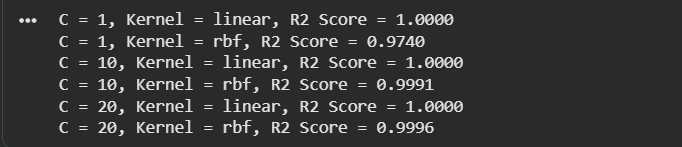 C = 1, Kernel = linear, R2 Score = 1.0000
C = 1, Kernel = rbf, R2 Score = 0.9740
C = 10, Kernel = linear, R2 Score = 1.0000
C = 10, Kernel = rbf, R2 Score = 0.9991
C = 20, Kernel = linear, R2 Score = 1.0000
C = 20, Kernel = rbf, R2 Score = 0.9996